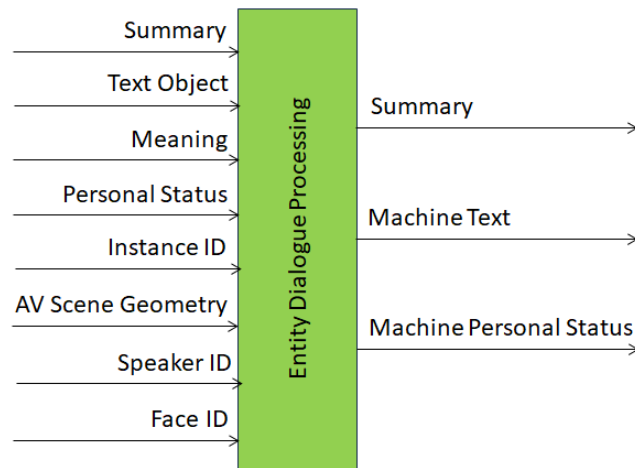 Summary
Text Object
Meaning
Personal Status
Instance ID
AV Scene Geometry
Speaker ID
Face ID
Entity Dialogue Processing
Summary
Machine Text
Machine Personal Status